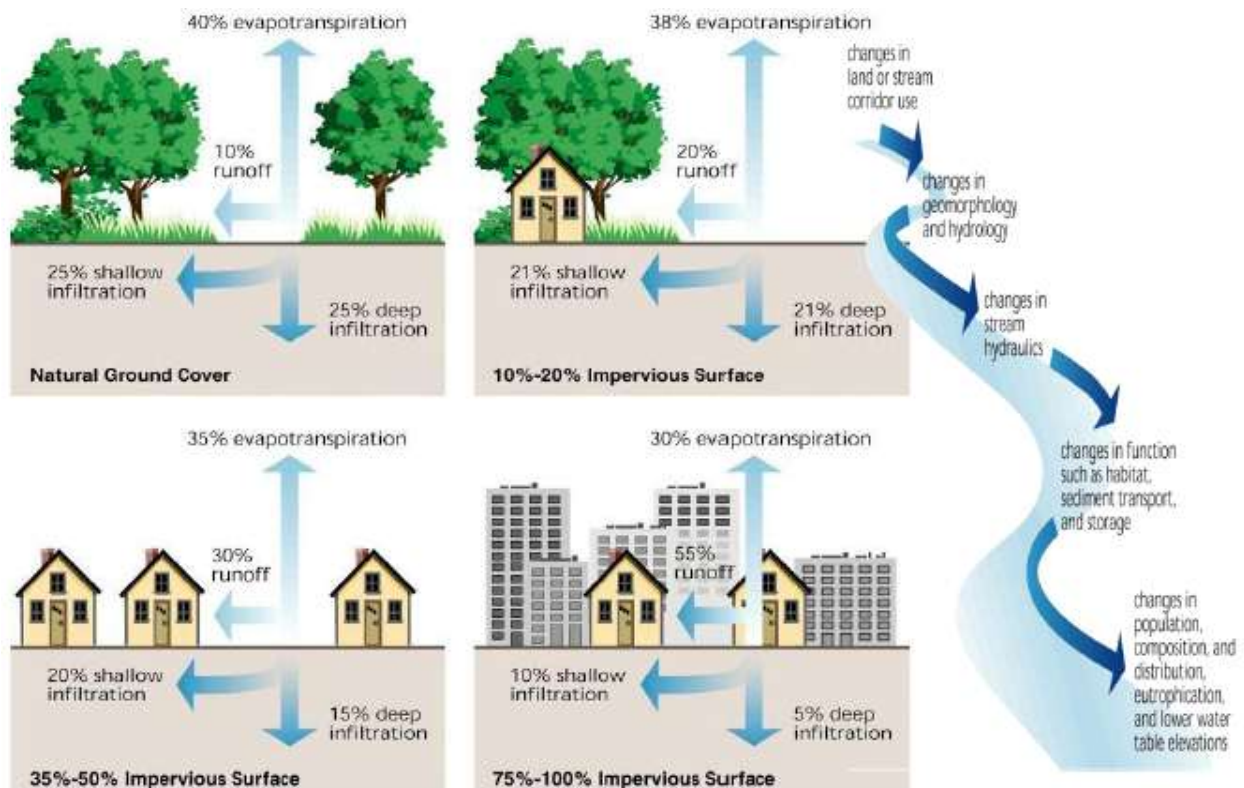 40% evapotranspiration
10%
runoff
25% shallow
infiltration
25% deep
infiltration
Natural Ground Cover
38% evapotranspiration
20%
runoff
21% shallow
infiltration
21% deep
infiltration
10%-20% Impervious Surface
35% evapotranspiration
30%
runoff
20% shallow
infiltration
15% deep
infiltration
35%-50% Impervious Surface
30% evapotranspiration
55%
runoff
10% shallow
infiltration
5% deep
infiltration
75%-100% Impervious Surface
changes in
land or stream
corridor use
changes in
geomorphology
and hydrology
changes in
stream
hydraulics
changes in function
such as habitat,
sediment transport,
and storage
changes in
population,
composition, and
distribution,
eutrophication,
and lower water
table elevations